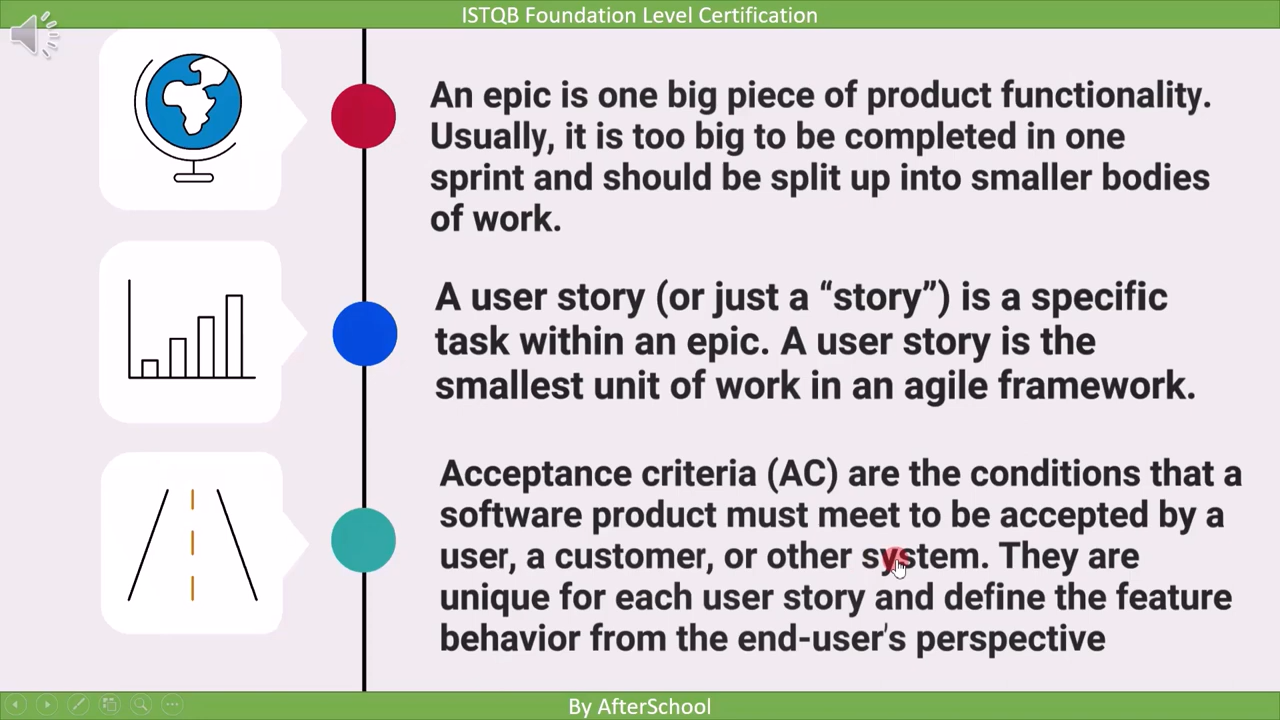 ISTQB Foundation Level Certification
An epic is one big piece of product functionality.
Usually, it is too big to be completed in one
sprint and should be split up into smaller bodies
of work.
A user story (or just a “story”) is a specific
task within an epic. A user story is the
smallest unit of work in an agile framework.
Acceptance criteria (AC) are the conditions that a
software product must meet to be accepted by a
user, a customer, or other system. They are
unique for each user story and define the feature
behavior from the end-user's perspective
By AfterSchool